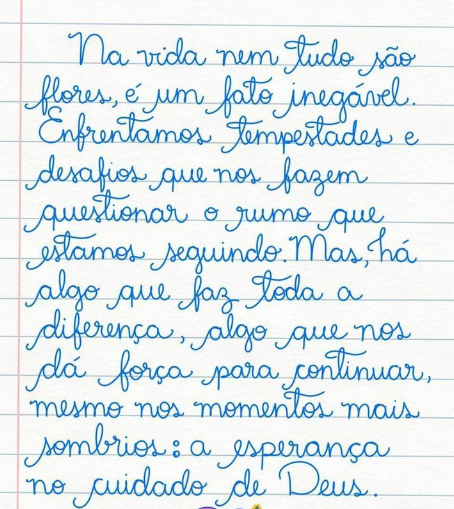 Na vida nem tudo são
flores, é um fato inegável.
Enfrentamos tempestades e
desafios que nos fazem
questionar o rumo que
estamos seguindo. Mas, há
algo que faz toda a
diferença, algo que nos
dá força para continuar,
mesmo nos momentos mais
sombrios: a esperança
no cuidado de Deus.